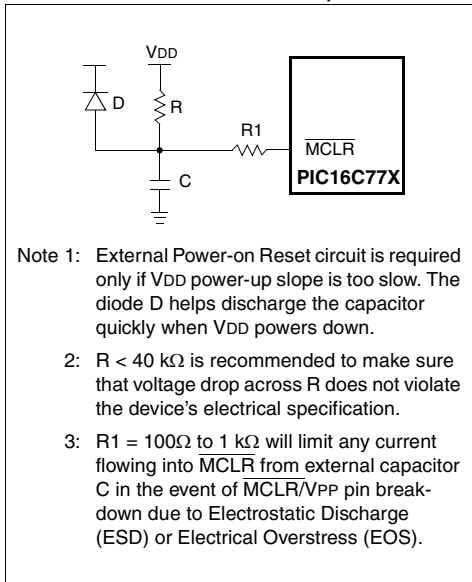 VDD
D
R
R1
MCLR
C
PIC16C77X
Note 1: External Power-on Reset circuit is required
only if VDD power-up slope is too slow. The
diode D helps discharge the capacitor
quickly when VDD powers down.
2: R < 40 kΩ is recommended to make sure
that voltage drop across R does not violate
the device's electrical specification.
3: R1 = 100Ω to 1 kΩ will limit any current
flowing into MCLR from external capacitor
C in the event of MCLR/VPP pin break-
down due to Electrostatic Discharge
(ESD) or Electrical Overstress (EOS).